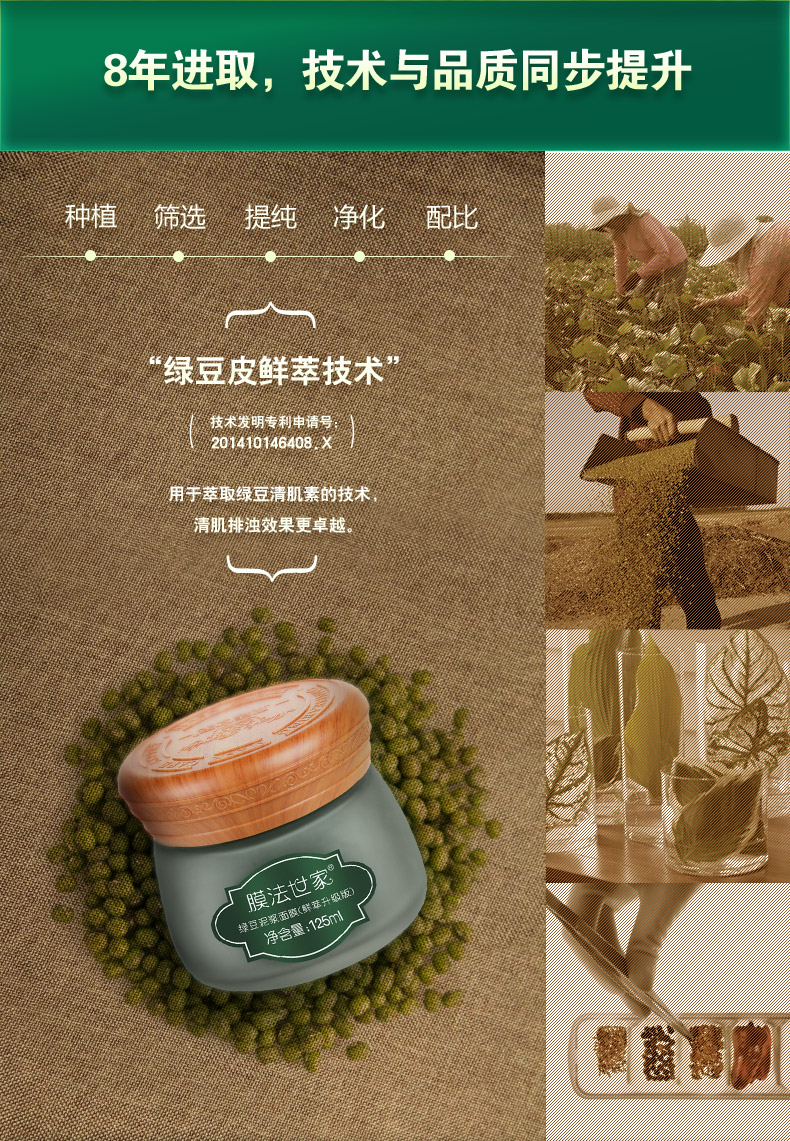 8年进取，技术与品质同步提升
种植 筛选 提纯 净化 配比
“绿豆皮鲜萃技术”
技术发明专利申请号：
201410146408.X
用于萃取绿豆清肌素的技术，
清肌排浊效果更卓越。
膜法世家®
绿豆泥浆面膜(鲜萃升级版)
净含量:125ml